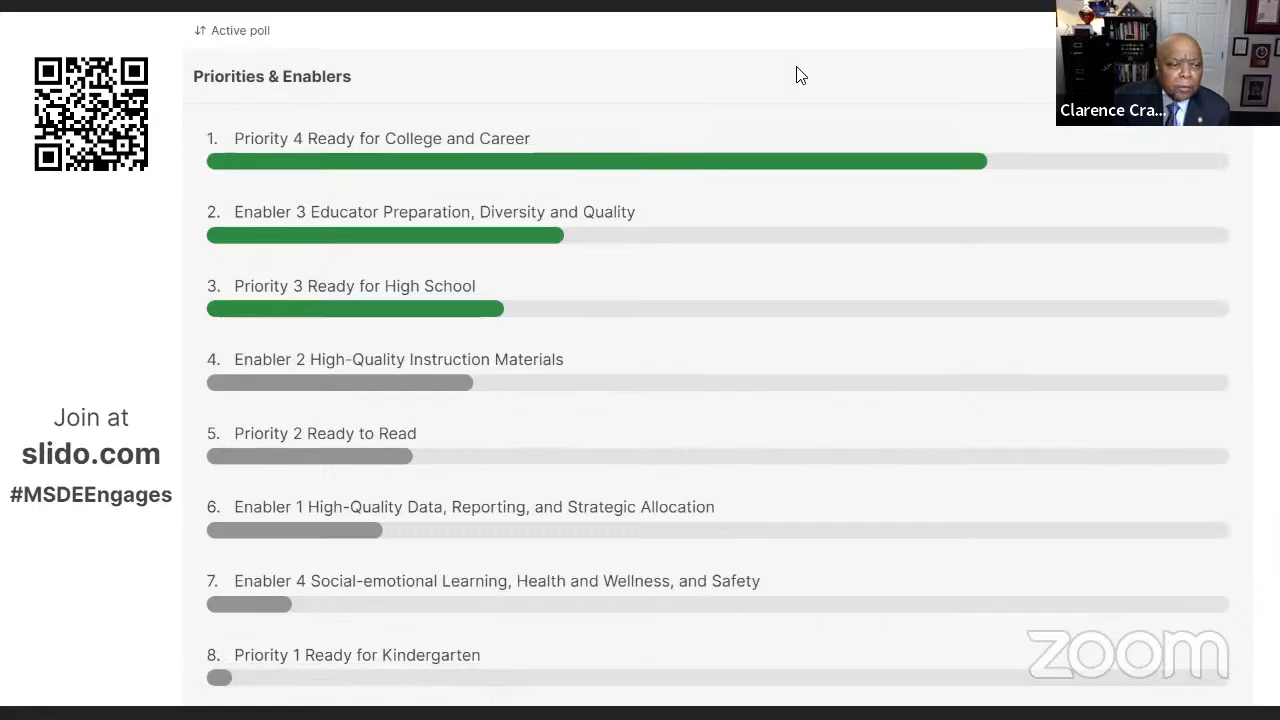 Active poll
Priorities & Enablers
Clarence Cra...
1. Priority 4 Ready for College and Career
2. Enabler 3 Educator Preparation, Diversity and Quality
3. Priority 3 Ready for High School
4. Enabler 2 High-Quality Instruction Materials
5. Priority 2 Ready to Read
6. Enabler 1 High-Quality Data, Reporting, and Strategic Allocation
7. Enabler 4 Social-emotional Learning, Health and Wellness, and Safety
8. Priority 1 Ready for Kindergarten
Join at
slido.com
#MSDEEngages
zoom